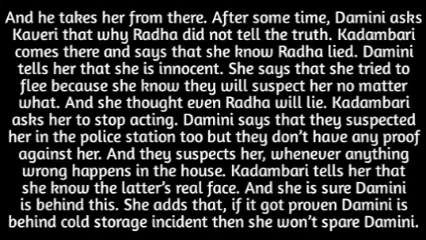 And he takes her from there. After some time, Damini asks
Kaveri that why Radha did not tell the truth. Kadambari
comes there and says that she know Radha lied. Damini
tells her that she is innocent. She says that she tried to
flee because she know they will suspect her no matter
what. And she thought even Radha will lie. Kadambari
asks her to stop acting. Damini says that they suspected
her in the police station too but they don't have any proof
against her. And they suspects her, whenever anything
wrong happens in the house. Kadambari tells her that
she know the latter's real face. And she is sure Damini
is behind this. She adds that, if it got proven Damini is
behind cold storage incident then she won't spare Damini.